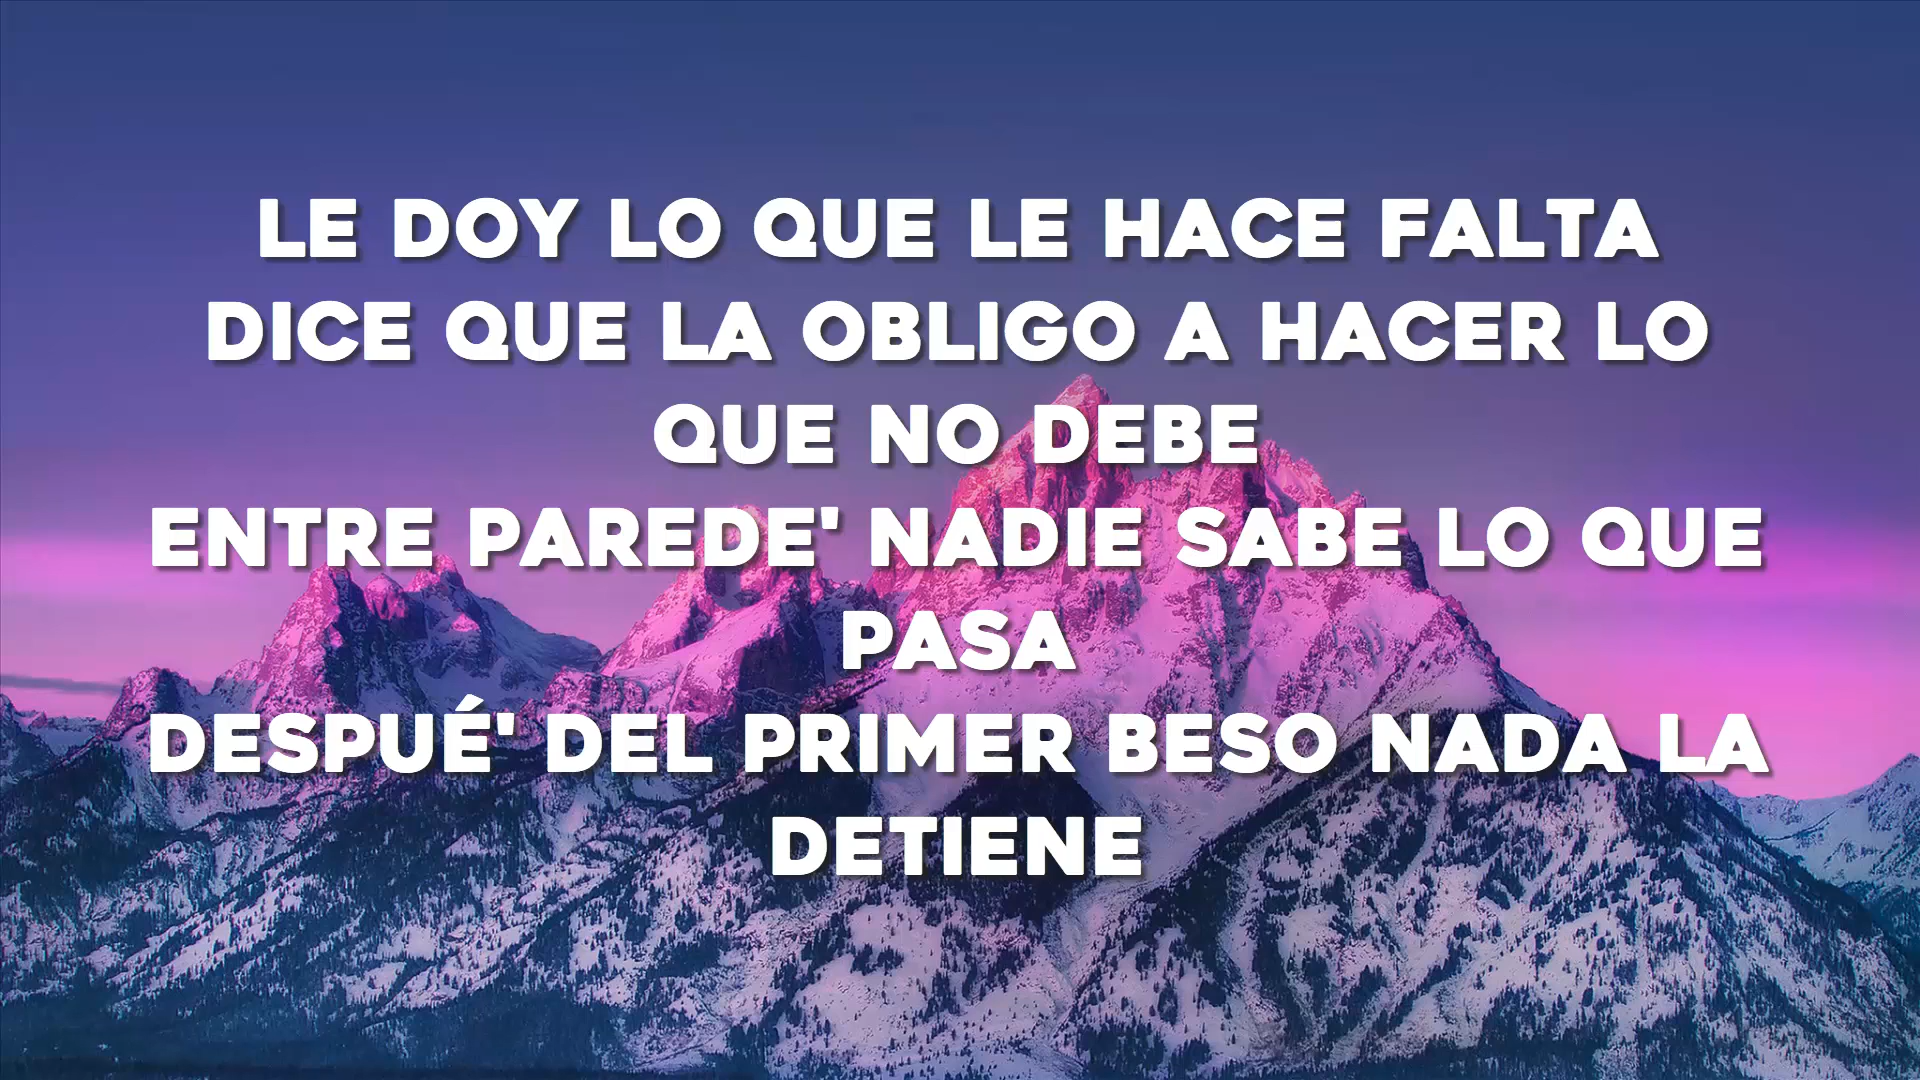 LE DOY LO QUE LE HACE FALTA
DICE QUE LA OBLIGO A HACER LO
QUE NO DEBE
ENTRE PAREDE' NADIE SABE LO QUE
PASA
DESPUÉ' DEL PRIMER BESO NADA LA
DETIENE